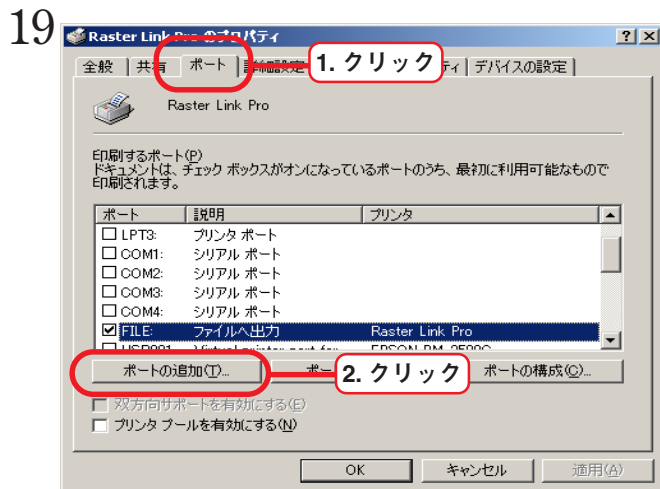 19
Raster Link Pro のプロパティ
全般 共有 ポート 詳細設定 ティ デバイスの設定
1. クリック
Raster Link Pro
印刷するポート(P)
ドキュメントは、チェック ボックスがオンになっているポートのうち、最初に利用可能なもので
印刷されます。
ポート 説明 プリンタ
LPT3: プリンタ ポート
COM1: シリアル ポート
COM2: シリアル ポート
COM3: シリアル ポート
COM4: シリアル ポート
FILE: ファイルへ出力 Raster Link Pro
ポートの追加(T)... ポー ポートの構成(C)...
2. クリック
双方向サポートを有効にする(E)
プリンタ プールを有効にする(N)
OK キャンセル 適用(A)